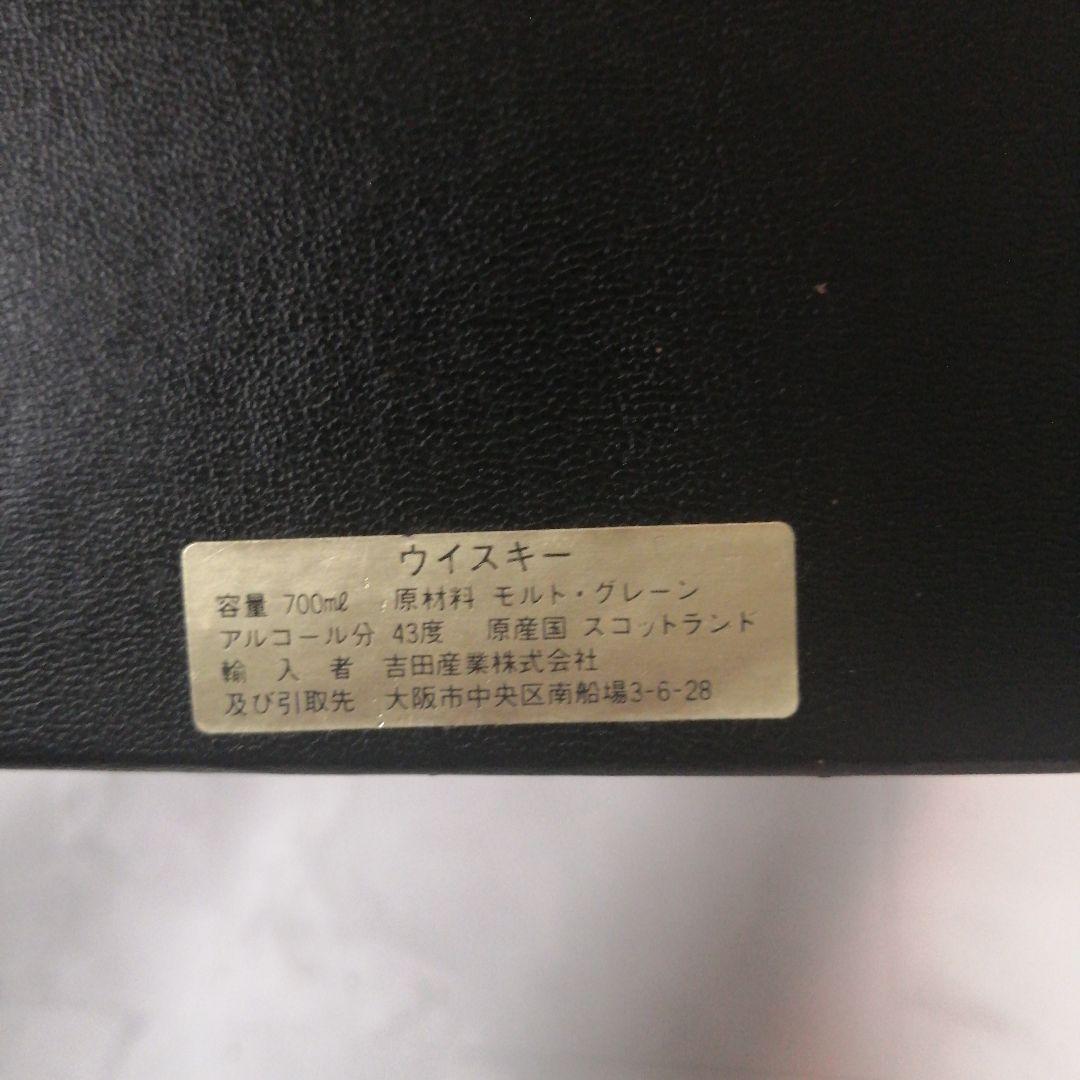 ウイスキー
容量 700㎖ 原材料 モルト・グレーン
アルコール分 43度 原産国 スコットランド
輸入者 吉田産業株式会社
及び引取先 大阪市中央区南船場3-6-28